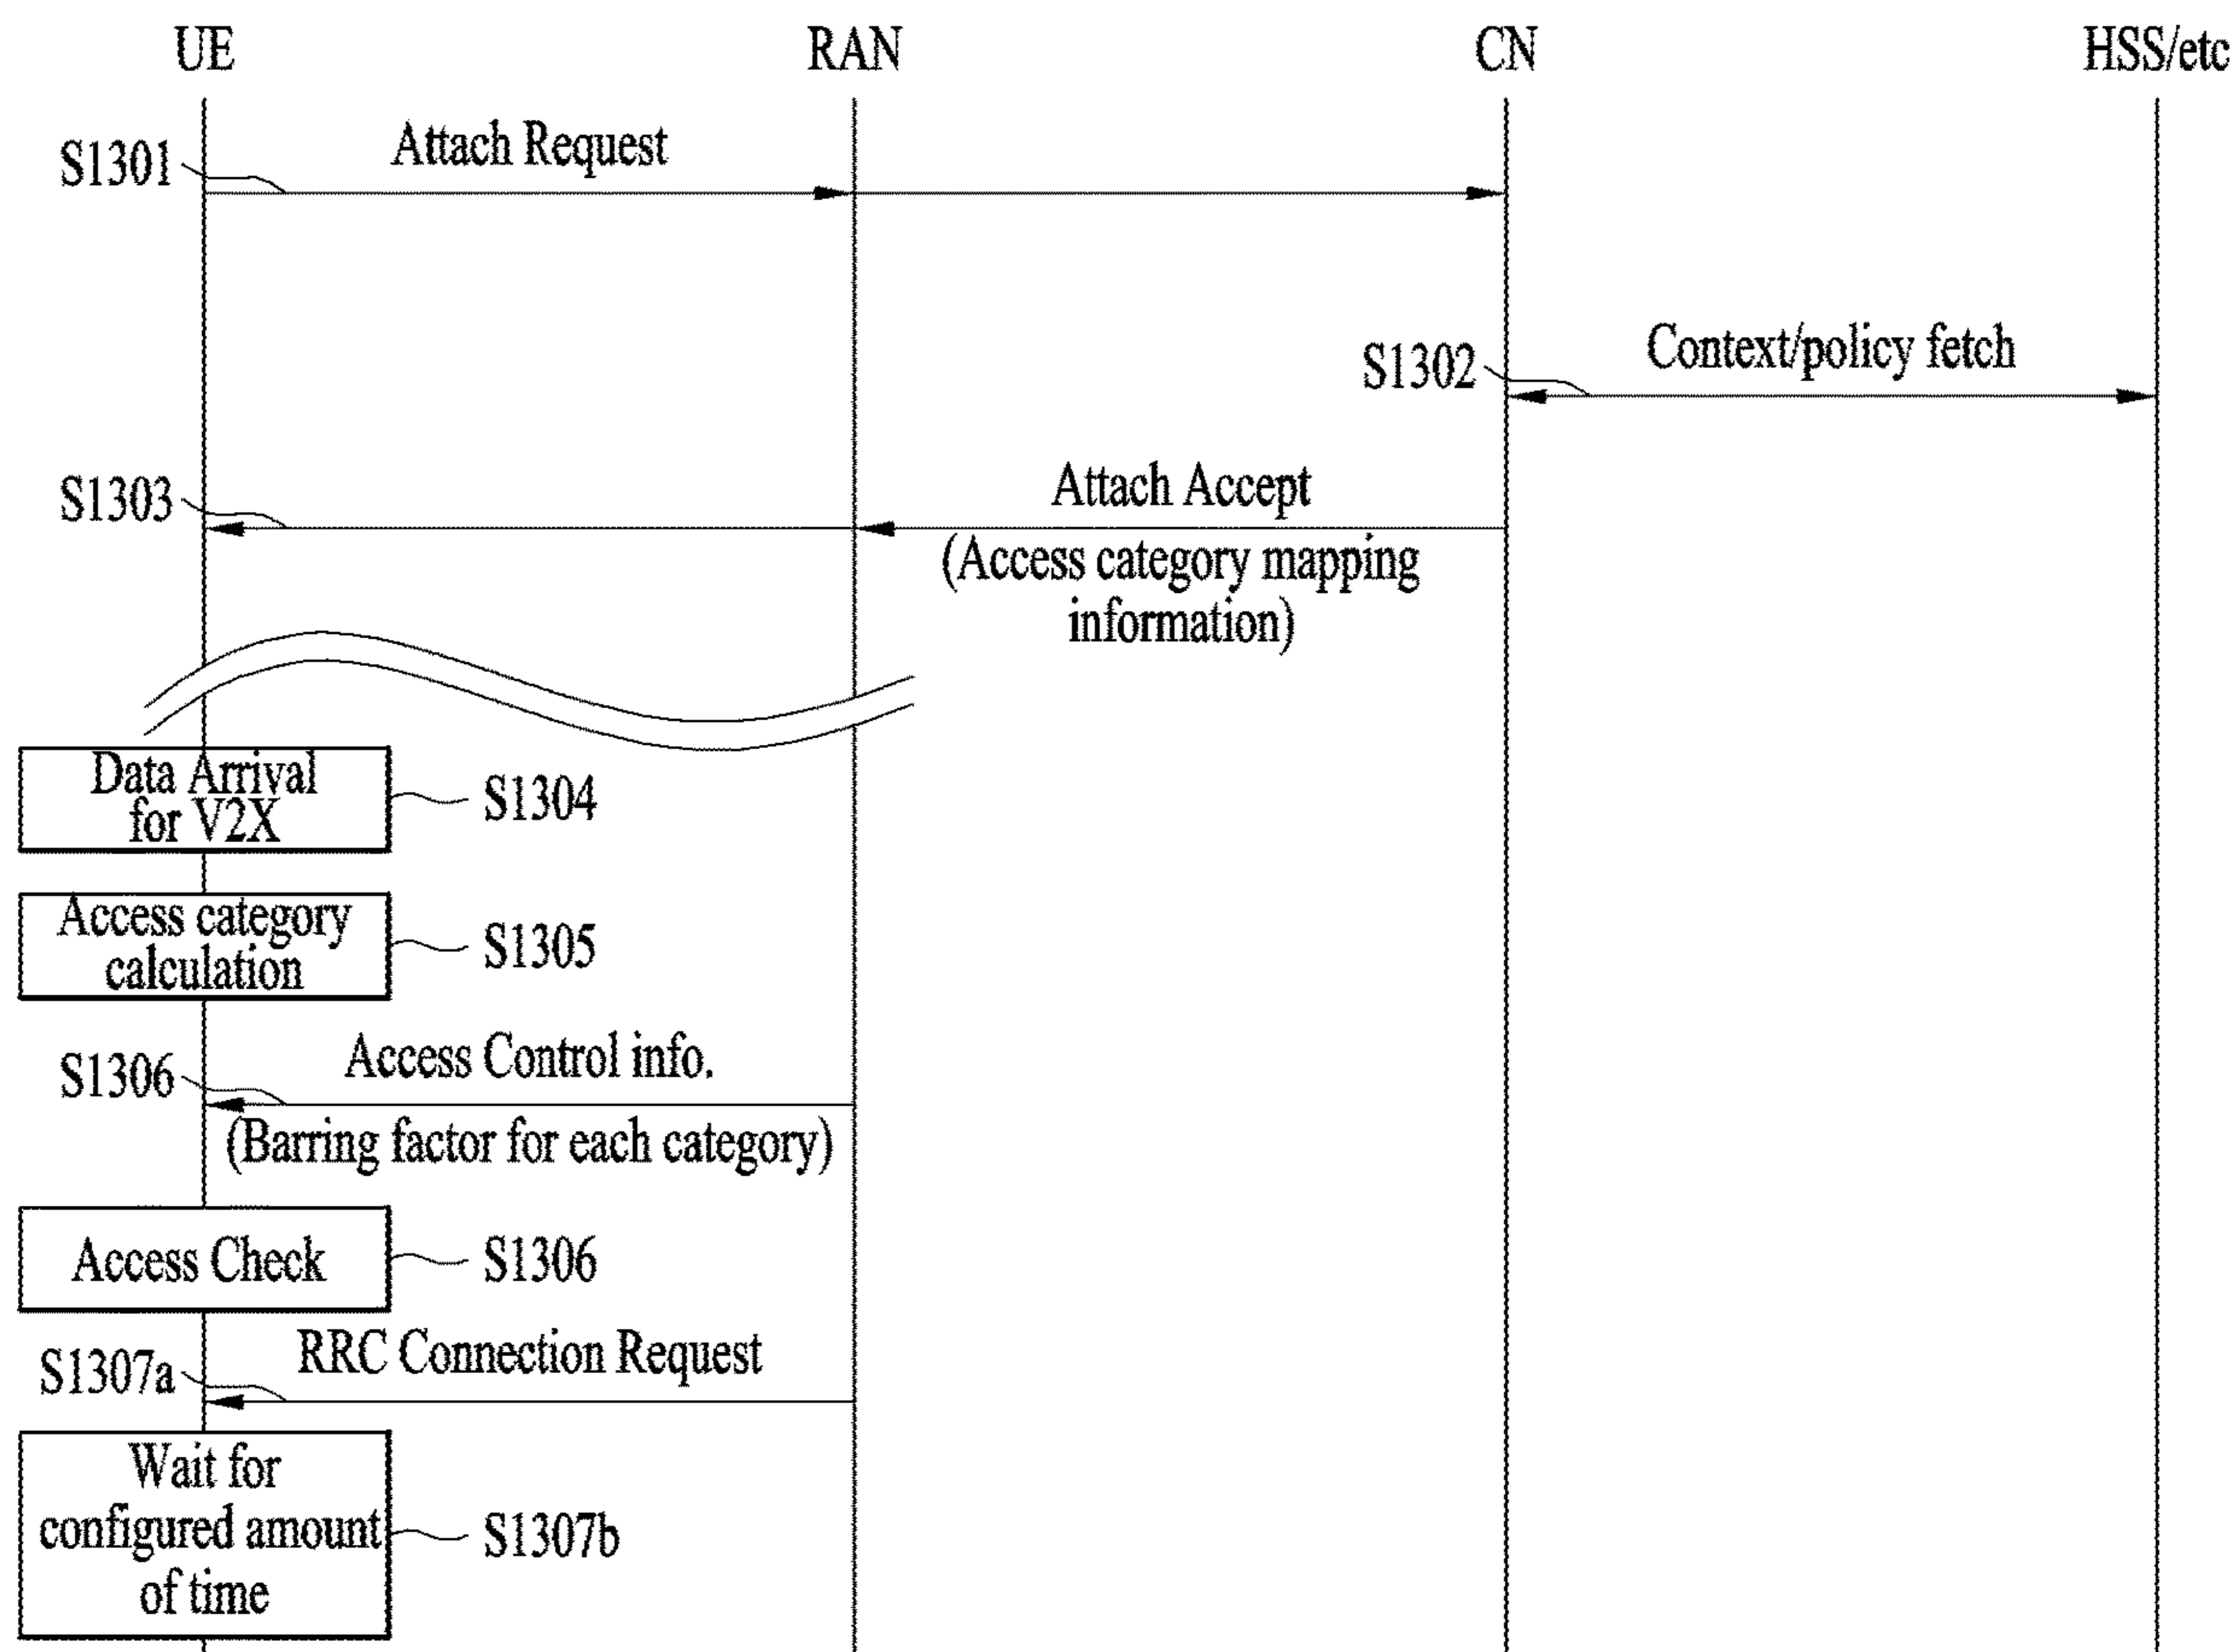 UE
RAN
CN
HSS/etc
S1301
Attach Request
S1302
Context/policy fetch
S1303
Attach Accept
(Access category mapping
information)
Data Arrival
for V2X
S1304
Access category
calculation
S1305
S1306
Access Control info.
(Barring factor for each category)
Access Check
S1306
S1307a
RRC Connection Request
Wait for
configured amount
of time
S1307b